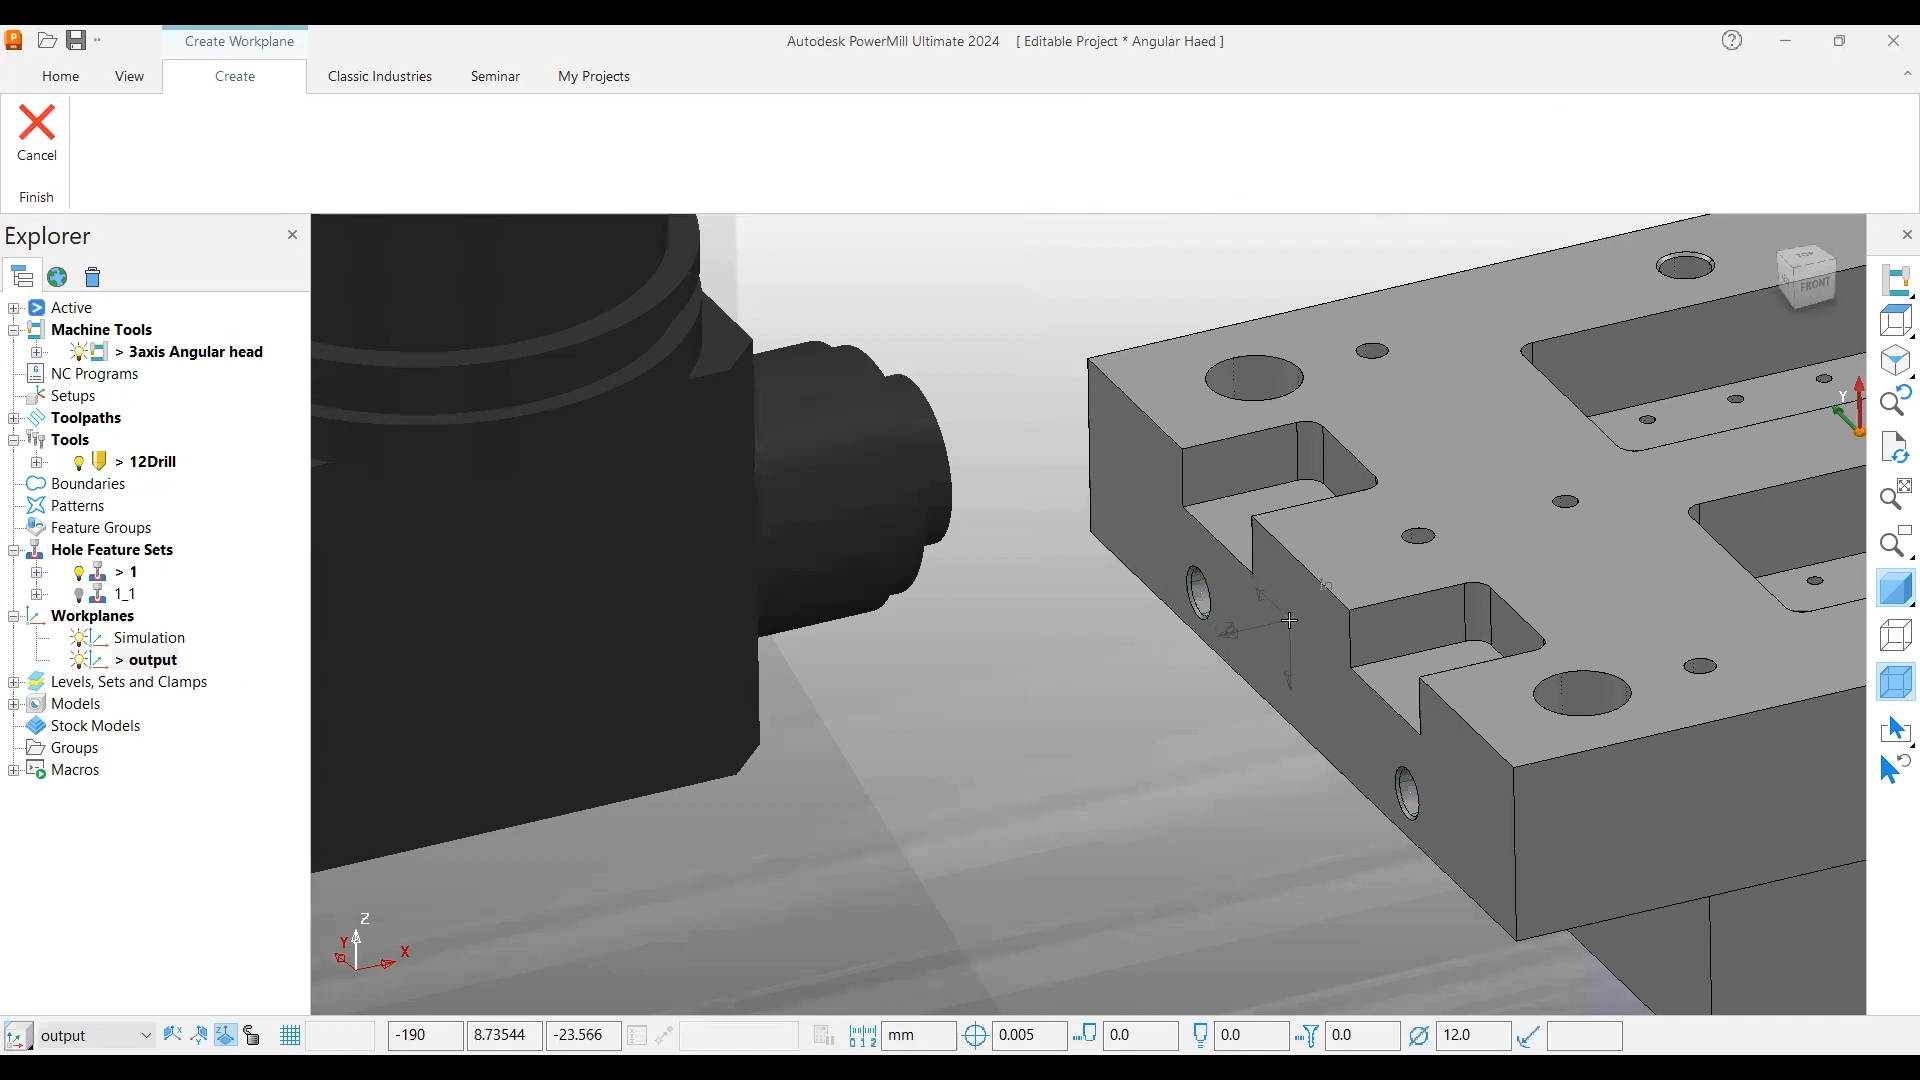 Create Workplane
Autodesk PowerMill Ultimate 2024 [ Editable Project * Angular Haed ]
Home
View
Create
Classic Industries
Seminar
My Projects
Cancel
Finish
Explorer
Active
Machine Tools
> 3axis Angular head
NC Programs
Setups
Toolpaths
Tools
> 12Drill
Boundaries
Patterns
Feature Groups
Hole Feature Sets
> 1
1_1
Workplanes
Simulation
> output
Levels, Sets and Clamps
Models
Stock Models
Groups
Macros
TOP
FRONT
Y
Z
Y
X
output
-190
8.73544
-23.566
mm
0.005
0.0
0.0
0.0
12.0